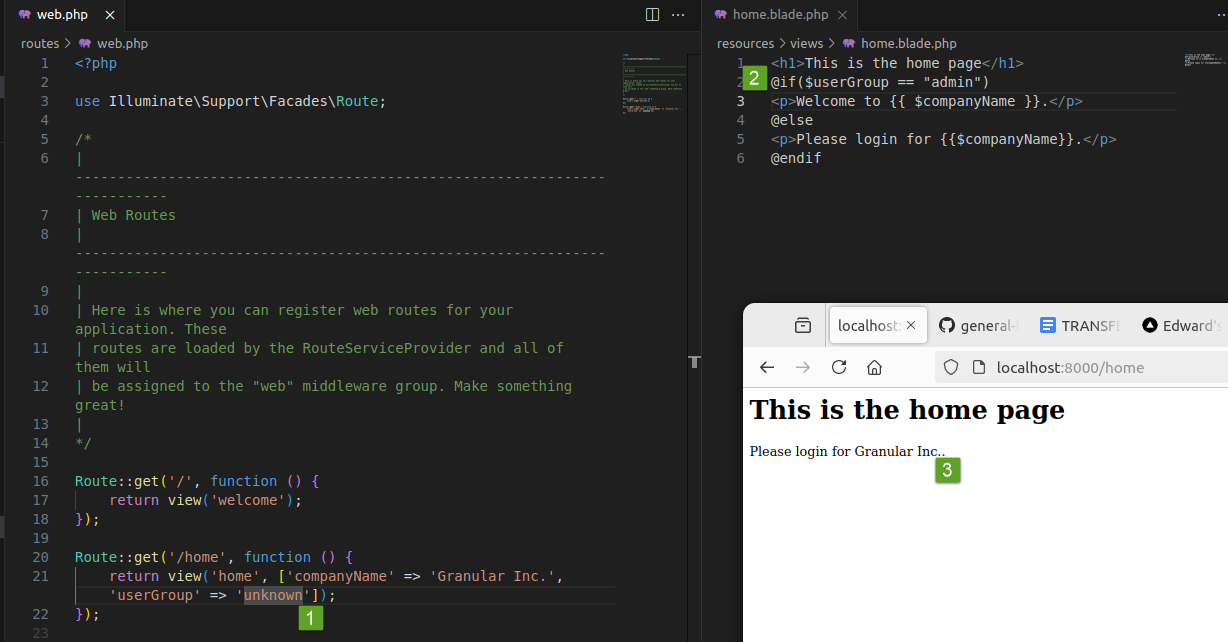 web.php
routes > web.php
1 <?php
2
3 use Illuminate\Support\Facades\Route;
4
5 /*
6 |
---------------------------------------------------------------
-----------
7 | Web Routes
8 |
---------------------------------------------------------------
-----------
9 |
10 | Here is where you can register web routes for your
application. These
11 | routes are loaded by the RouteServiceProvider and all of
them will
12 | be assigned to the "web" middleware group. Make something
great!
13 |
14 */
15
16 Route::get('/', function () {
17 return view('welcome');
18 });
19
20 Route::get('/home', function () {
21 return view('home', ['companyName' => 'Granular Inc.',
'userGroup' => 'unknown']);
1
22 });
23
home.blade.php
resources > views > home.blade.php
1 <h1>This is the home page</h1>
2
2 @if($userGroup == "admin")
3 <p>Welcome to {{ $companyName }}.</p>
4 @else
5 <p>Please login for {{$companyName}}.</p>
6 @endif
localhost: general- TRANSF Edward's
localhost:8000/home
This is the home page
Please login for Granular Inc..
3